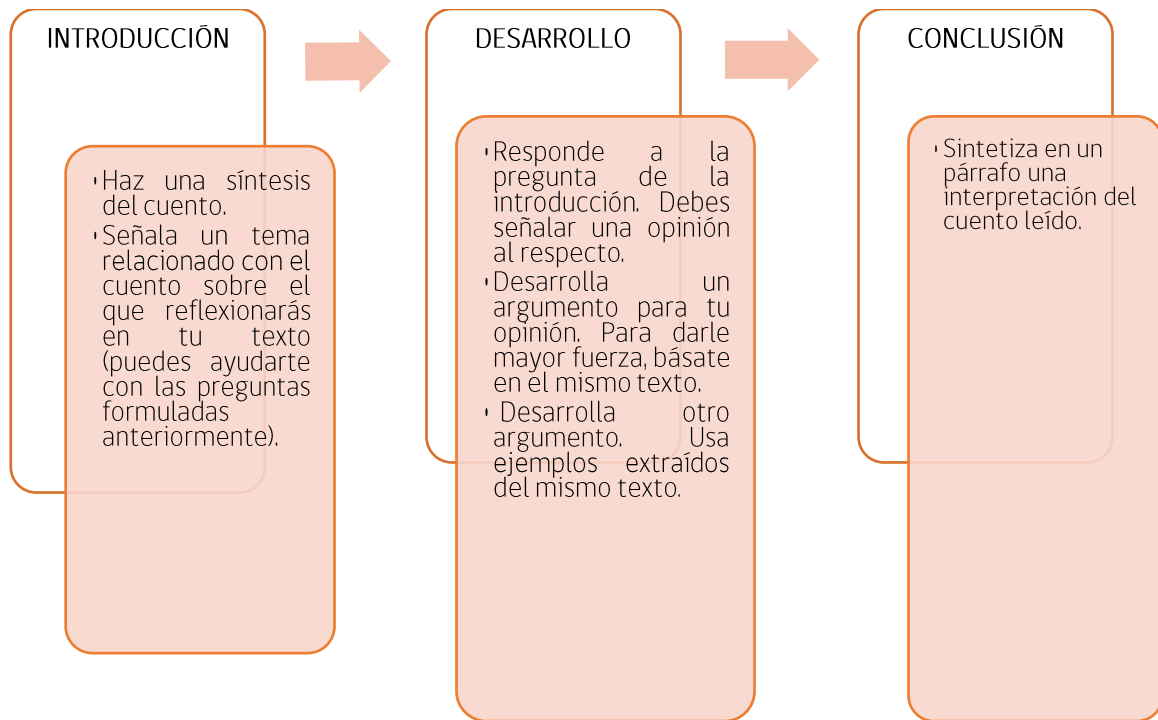 INTRODUCCIÓN
Haz una síntesis
del cuento.
Señala un tema
relacionado con el
cuento sobre el
que reflexionarás
en tu texto
(puedes ayudarte
con las preguntas
formuladas
anteriormente).
DESARROLLO
Responde a la
pregunta de la
introducción. Debes
señalar una opinión
al respecto.
Desarrolla un
argumento para tu
opinión. Para darle
mayor fuerza, básate
en el mismo texto.
Desarrolla otro
argumento. Usa
ejemplos extraídos
del mismo texto.
CONCLUSIÓN
Sintetiza en un
párrafo una
interpretación del
cuento leído.